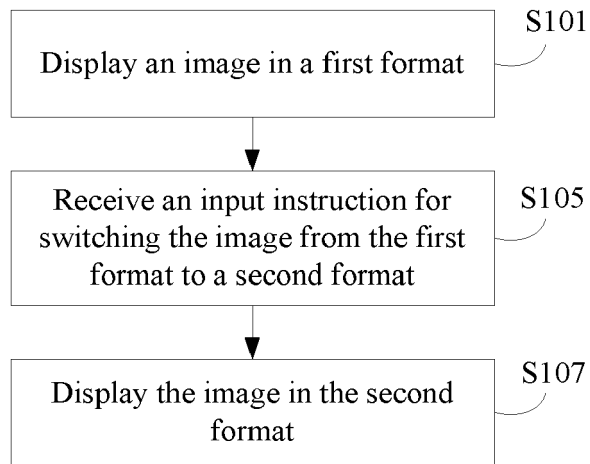 S101
Display an image in a first format
S105
Receive an input instruction for
switching the image from the first
format to a second format
S107
Display the image in the second
format